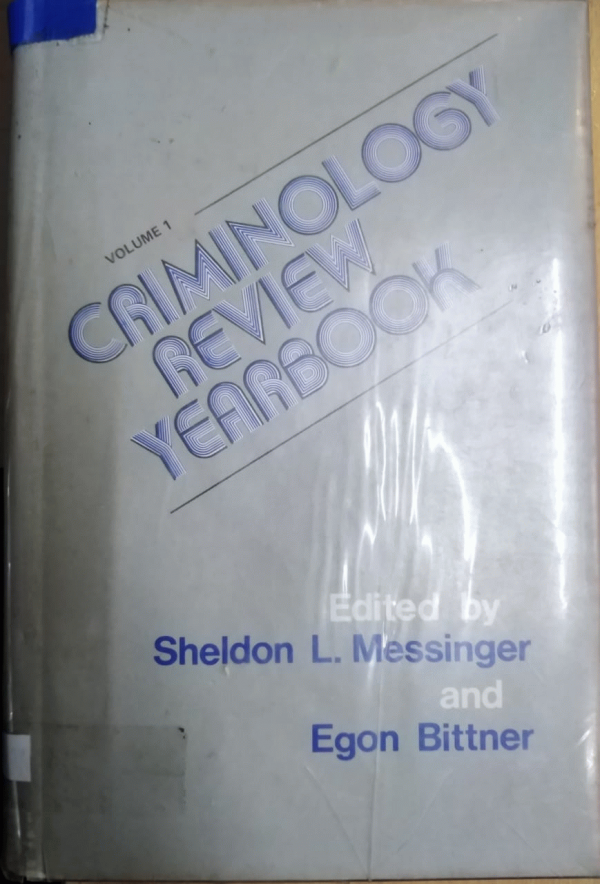 VOLUME 1
CRIMINOLOGY
REVIEW
YEARBOOK
Edited by
Sheldon L. Messinger
and
Egon Bittner